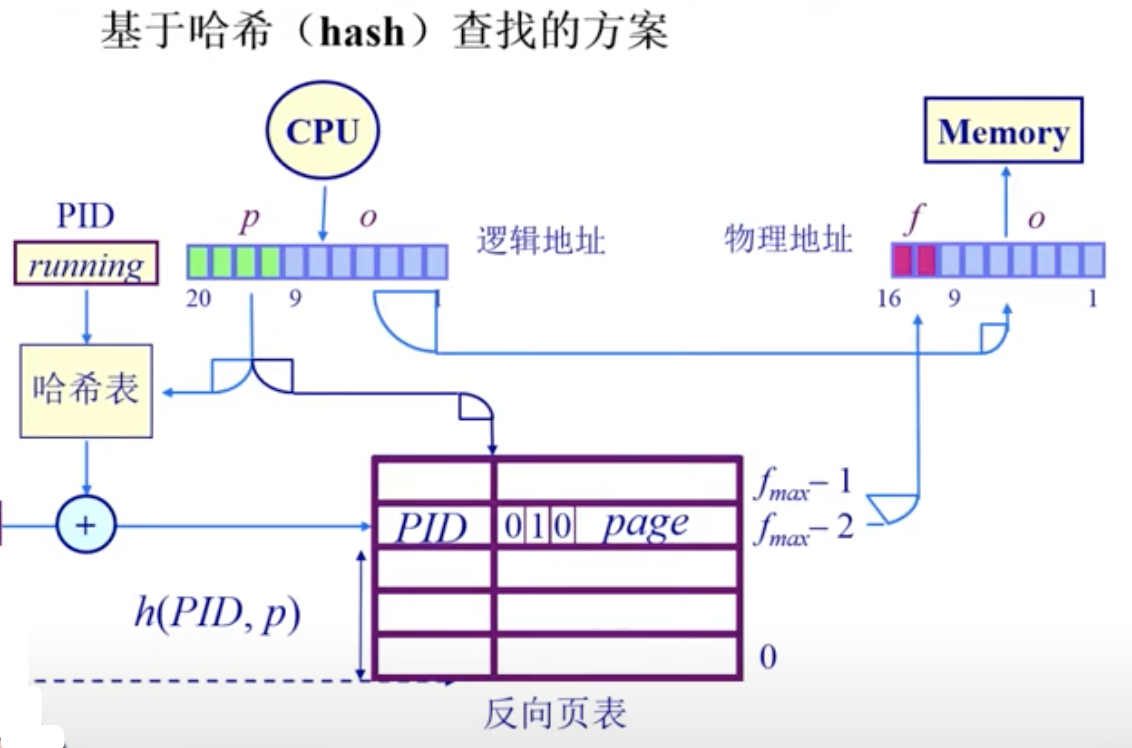 基于哈希（hash）查找的方案
CPU
Memory
PID
p
o
逻辑地址
物理地址
f
o
running
20
9
1
16
9
1
哈希表
+
f max – 1
PID
0 1 0
page
f max – 2
h(PID, p)
0
反向页表